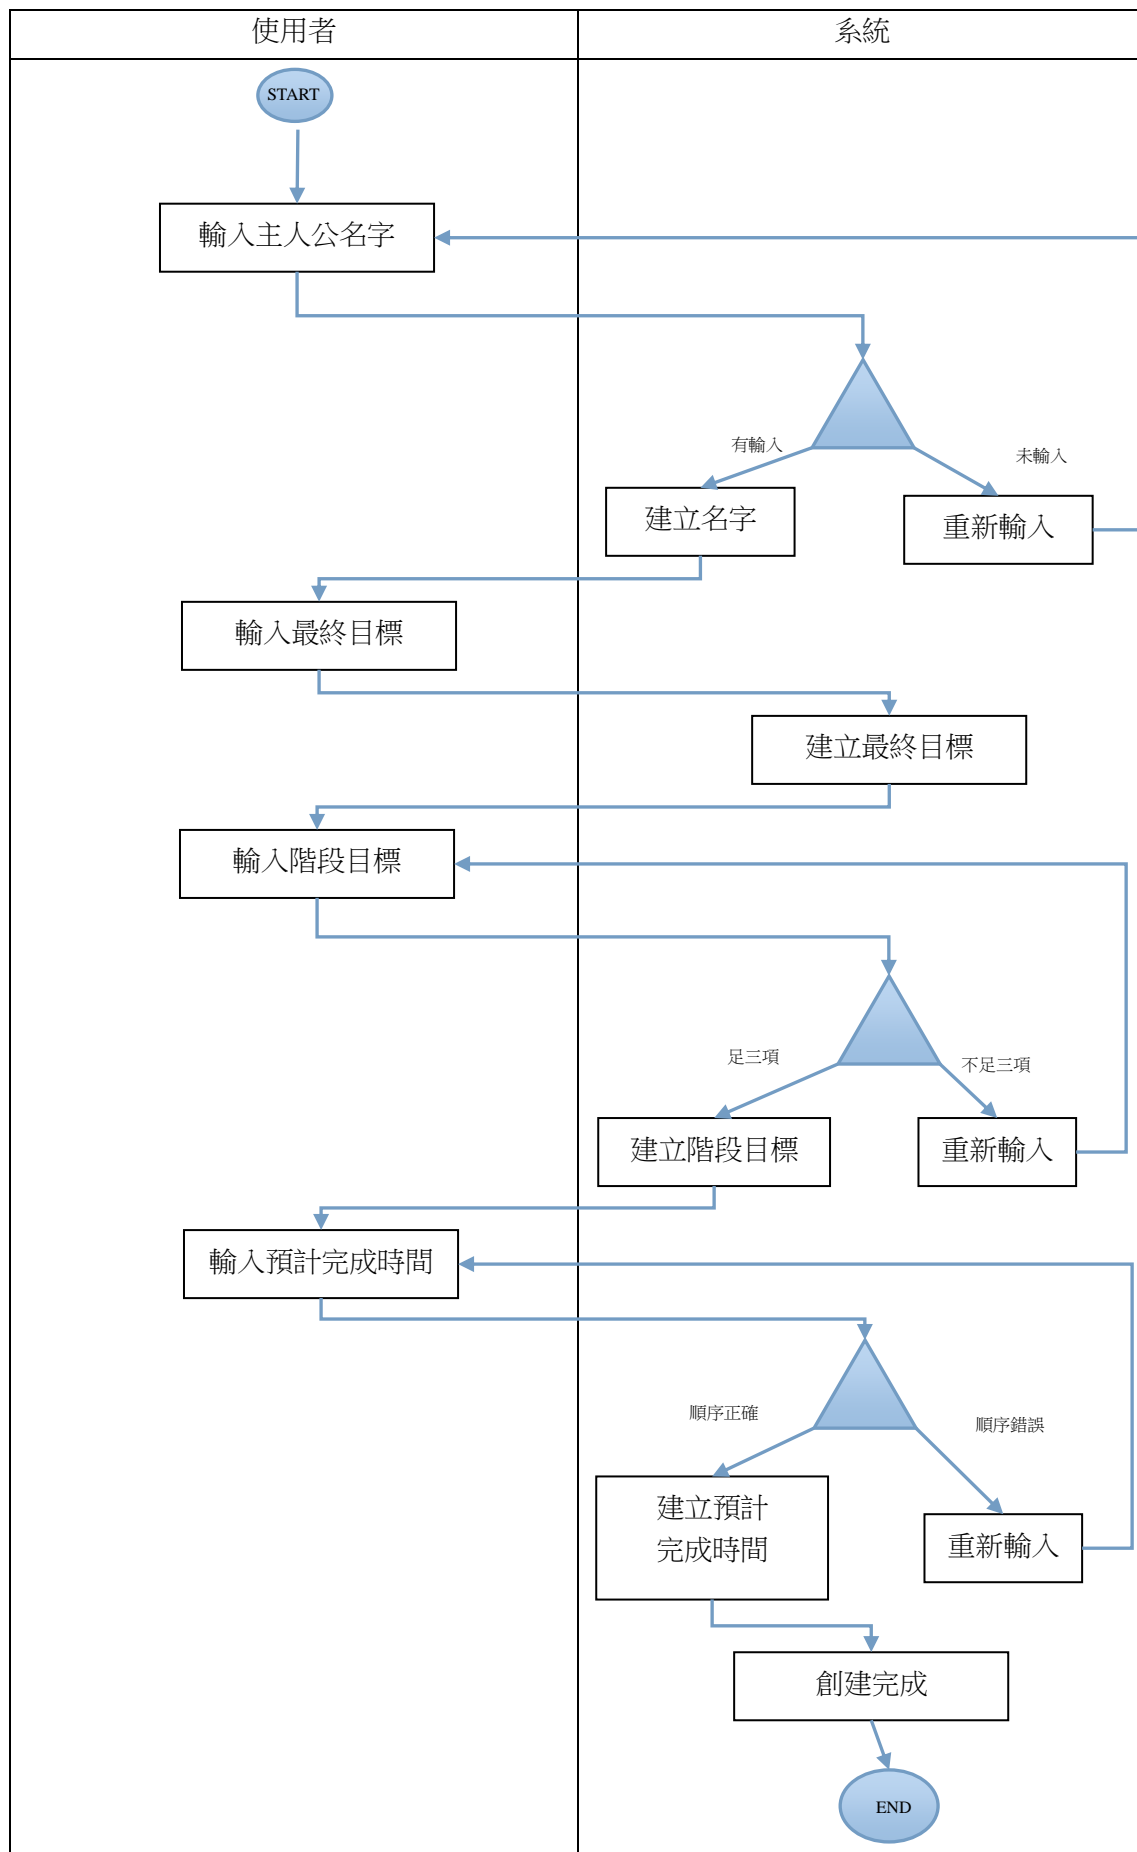 使用者
系統
START
輸入主人公名字
有輸入
未輸入
建立名字
重新輸入
輸入最終目標
建立最終目標
輸入階段目標
足三項
不足三項
建立階段目標
重新輸入
輸入預計完成時間
順序正確
順序錯誤
建立預計
完成時間
重新輸入
創建完成
END